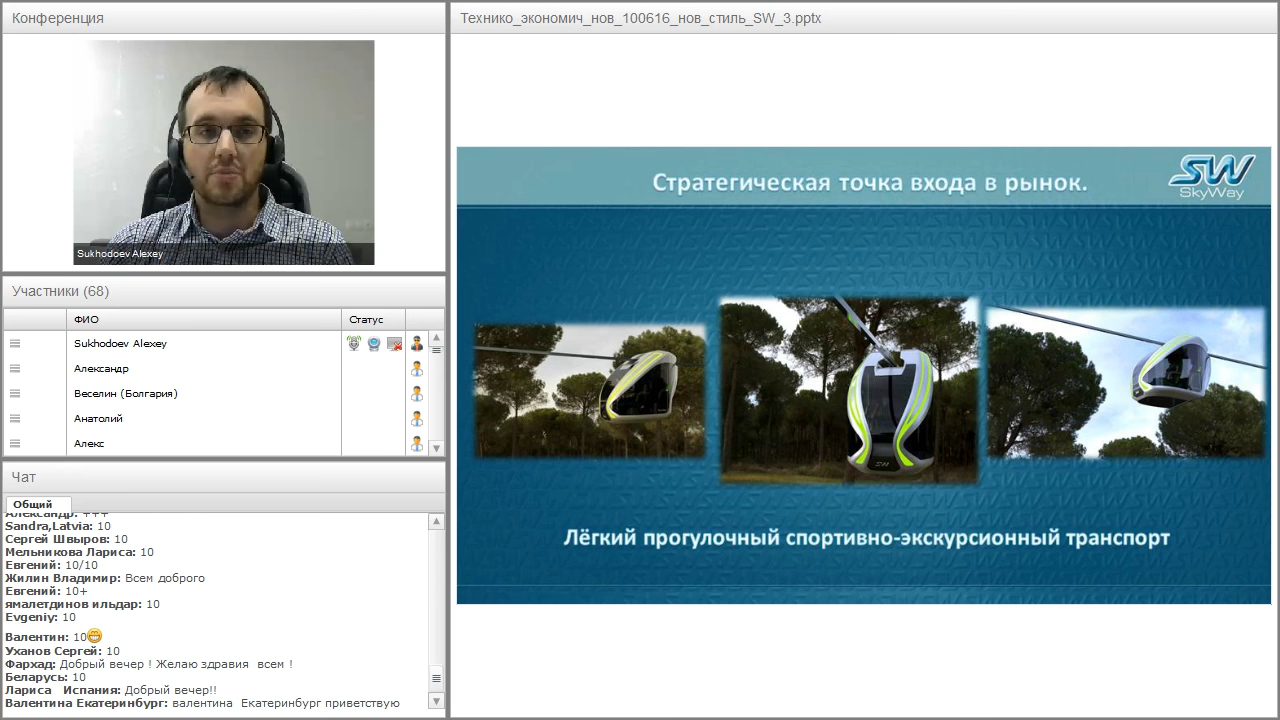 Конференция
Sukhodoev Alexey
Участники (68)
ФИО
Статус
Sukhodoev Alexey
Александр
Веселин (Болгария)
Анатолий
Алекс
Чат
Общий
Александр: +++
Sandra,Latvia: 10
Сергей Швыров: 10
Мельникова Лариса: 10
Евгений: 10/10
Жилин Владимир: Всем доброго
Евгений: 10+
ямалетдинов ильдар: 10
Evgeniy: 10
Валентин: 10
Уханов Сергей: 10
Фархад: Добрый вечер ! Желаю здравия всем !
Беларусь: 10
Лариса Испания: Добрый вечер!!
Валентина Екатеринбург: валентина Екатеринбург приветствую
Технико_экономич_нов_100616_нов_стиль_SW_3.pptx
Стратегическая точка входа в рынок.
SW
SkyWay
SW
Лёгкий прогулочный спортивно-экскурсионный транспорт